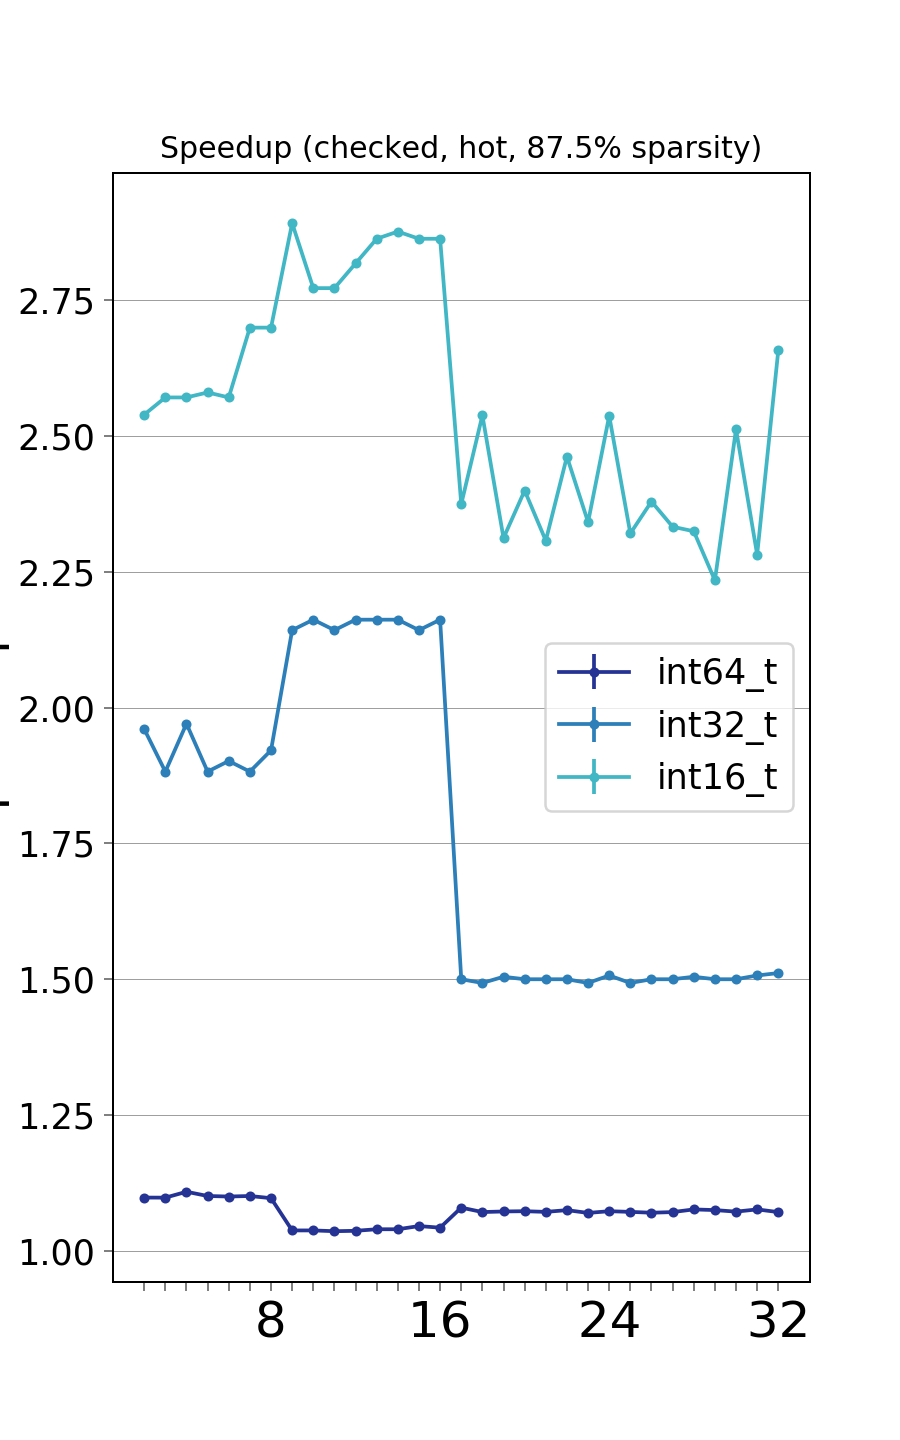 Speedup (checked, hot, 87.5% sparsity)
2.75
2.50
2.25
2.00
1.75
1.50
1.25
1.00
int64_t
int32_t
int16_t
8 16 24 32